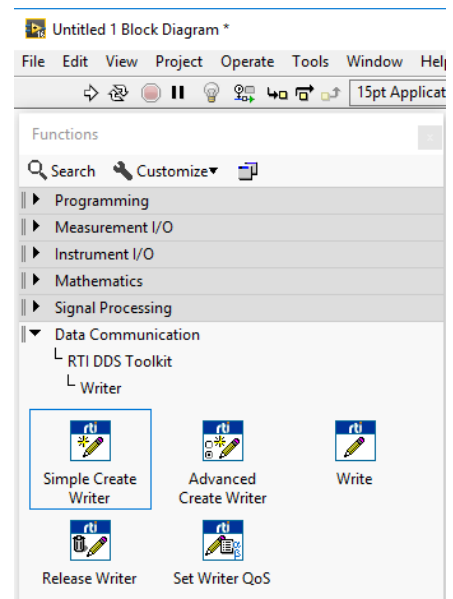 Untitled 1 Block Diagram *
File Edit View Project Operate Tools Window Help
15pt Applicat
Functions
Search Customize
Programming
Measurement I/O
Instrument I/O
Mathematics
Signal Processing
Data Communication
RTI DDS Toolkit
Writer
rti rti rti
Simple Create Writer
Advanced Create Writer
Write
rti rti
Release Writer Set Writer QoS